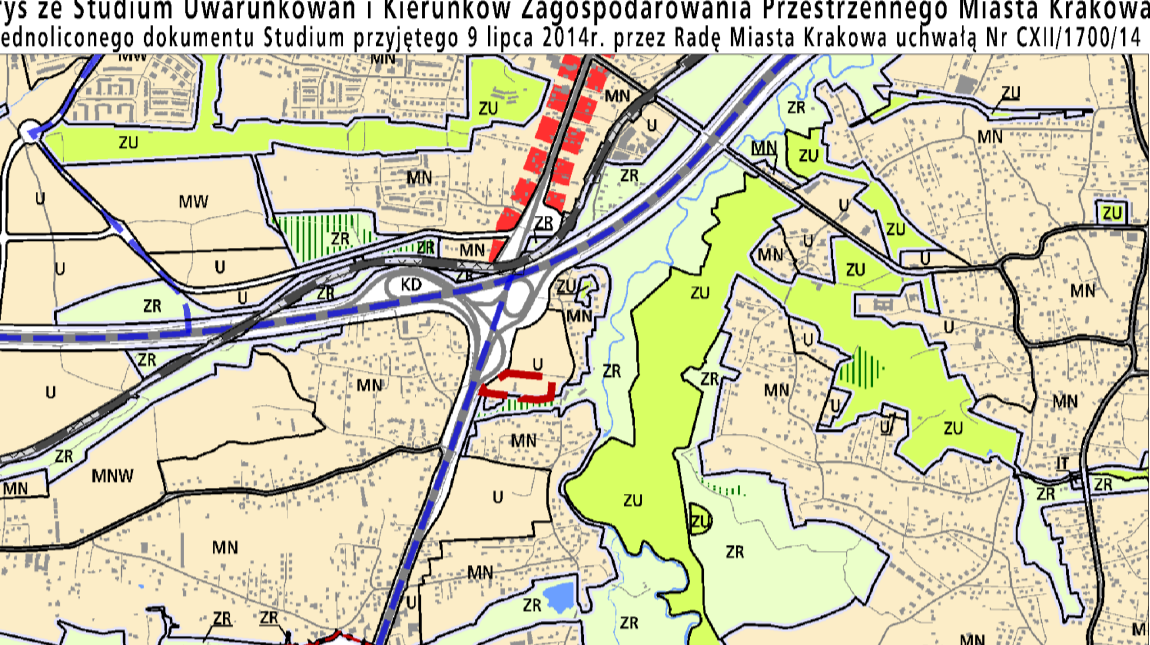 rys ze Studium Uwarunkowań i Kierunków Zagospodarowania Przestrzennego Miasta Krakowa
ednoliconego dokumentu Studium przyjętego 9 lipca 2014r. przez Radę Miasta Krakowa uchwałą Nr CXII/1700/14
MW MN
ZU MN ZR ZU
ZU U MN
MN ZU
MN ZR
U MW U ZU
ZR ZR
MN MN U ZU
ZR U
U U ZR ZU
KD ZU MN
ZR U ZR ZU
MN U
ZR U U
U MN ZR ZR MN
MN
U U
MN ZU
ZR IT
MN MNW ZR ZR
U ZU
ZU
MN ZR
MN
ZR U
ZR ZR ZR
MN M